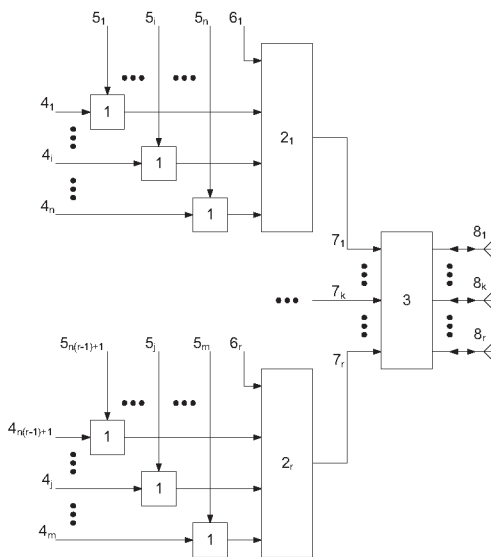 5₁ 5ᵢ 5ₙ 6₁
4₁ 1 2₁
4ᵢ 1
4ₙ 1
7₁ 8₁
7ₖ 3 8ₖ
7ᵣ 8ᵣ
5ₙ₍ᵣ₋₁₎₊₁ 5ⱼ 5ₘ 6ᵣ
4ₙ₍ᵣ₋₁₎₊₁ 1 2ᵣ
4ⱼ 1
4ₘ 1